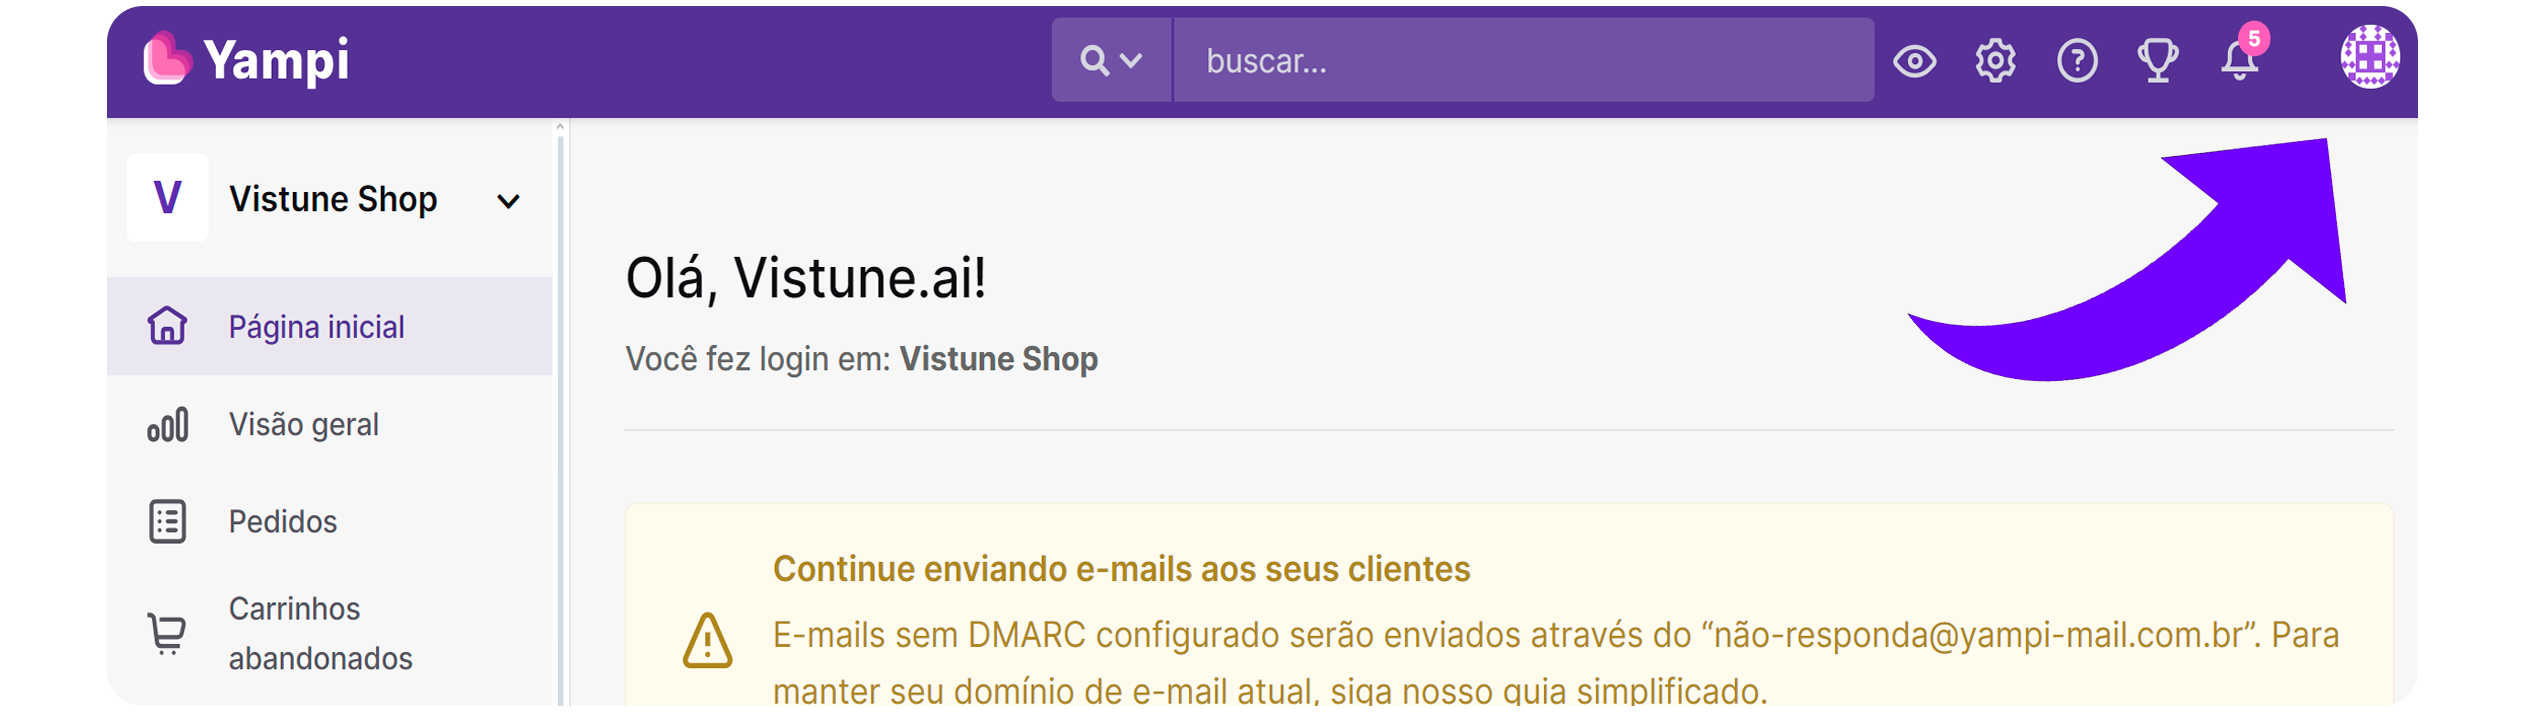 Yampi
buscar...
5
V
Vistune Shop
Página inicial
Visão geral
Pedidos
Carrinhos
abandonados
Olá, Vistune.ai!
Você fez login em: Vistune Shop
Continue enviando e-mails aos seus clientes
E-mails sem DMARC configurado serão enviados através do “não-responda@yampi-mail.com.br”. Para
manter seu domínio de e-mail atual, siga nosso guia simplificado.